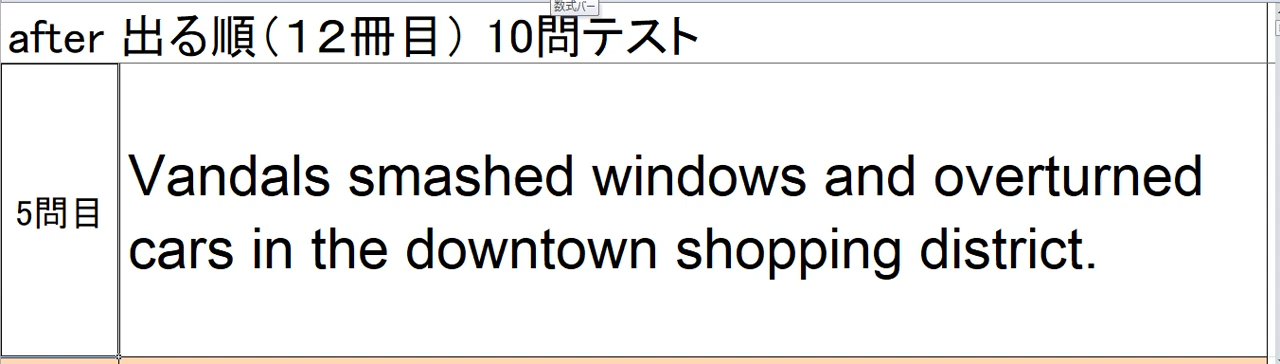 数式バー
after 出る順（１２冊目） 10問テスト
5問目
Vandals smashed windows and overturned
cars in the downtown shopping district.